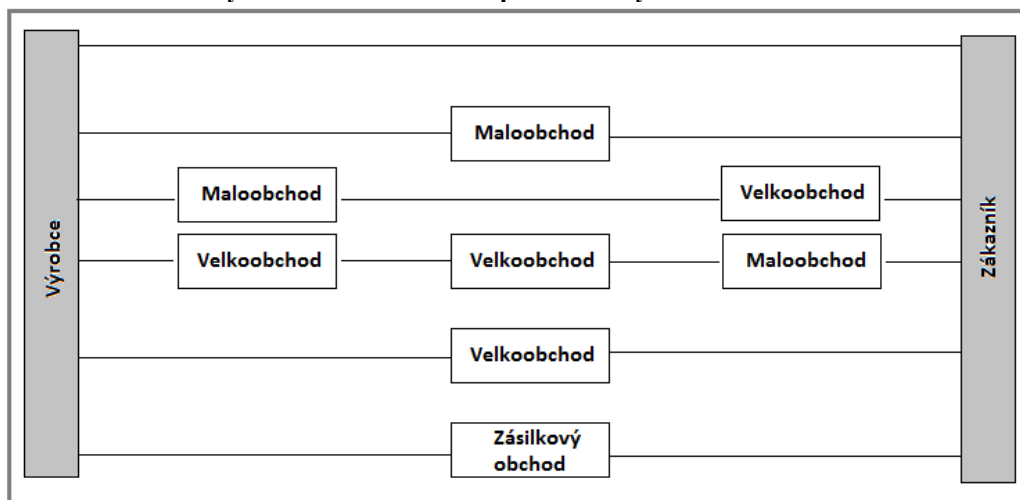 Výrobce
Zákazník
Maloobchod
Maloobchod
Velkoobchod
Velkoobchod
Velkoobchod
Maloobchod
Velkoobchod
Zásilkový
obchod